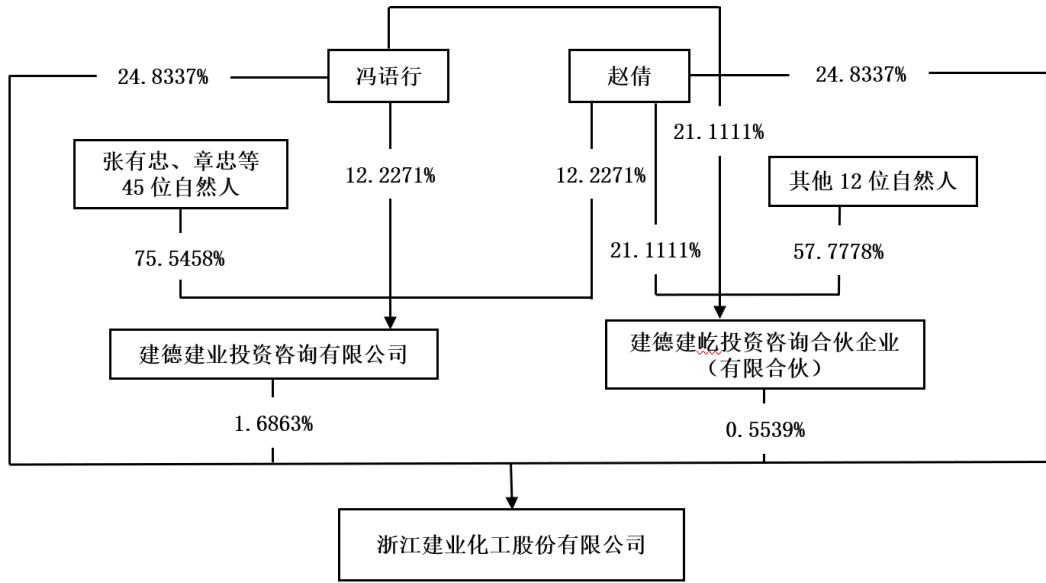 冯语行
赵倩
24.8337%
24.8337%
21.1111%
张有忠、章忠等
45 位自然人
12.2271%
12.2271%
其他 12 位自然人
75.5458%
21.1111%
57.7778%
建德建业投资咨询有限公司
建德建屹投资咨询合伙企业
（有限合伙）
1.6863%
0.5539%
浙江建业化工股份有限公司